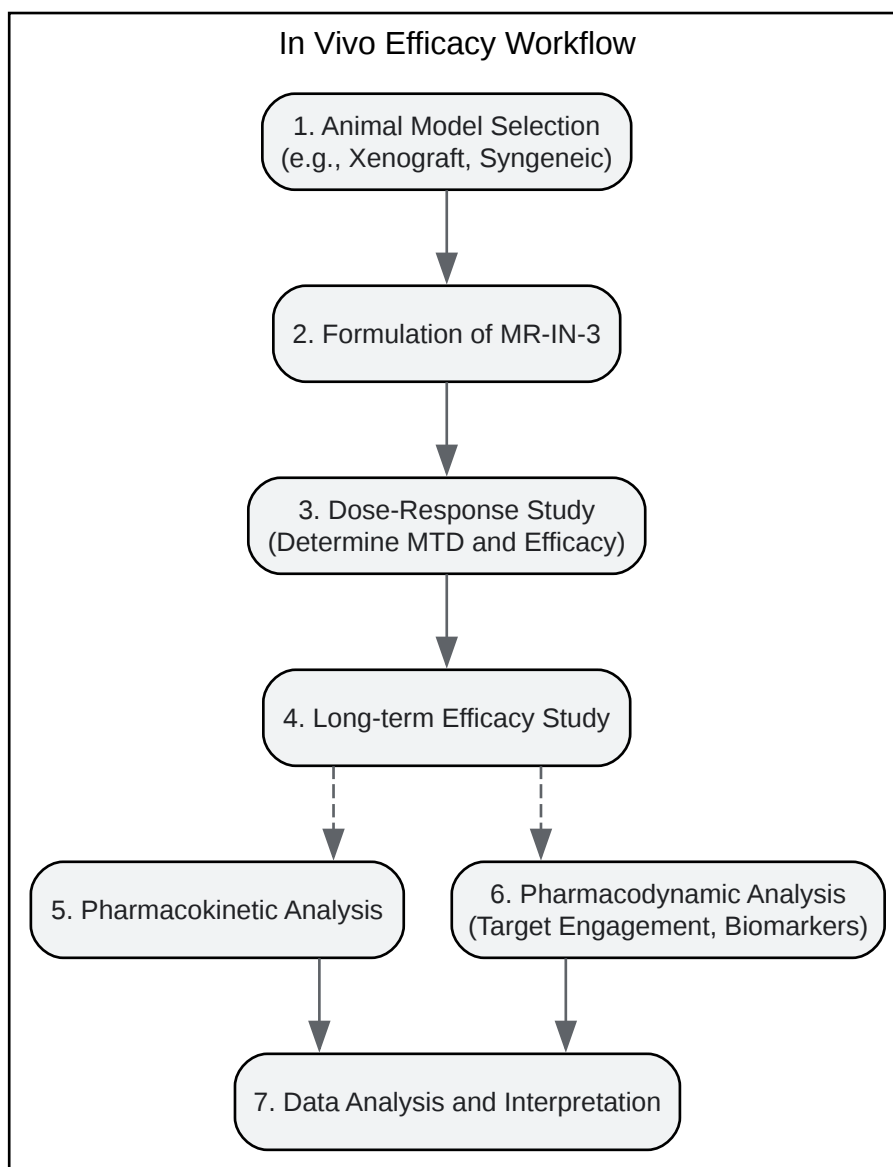 In Vivo Efficacy Workflow
1. Animal Model Selection
(e.g., Xenograft, Syngeneic)
2. Formulation of MR-IN-3
3. Dose-Response Study
(Determine MTD and Efficacy)
4. Long-term Efficacy Study
5. Pharmacokinetic Analysis
6. Pharmacodynamic Analysis
(Target Engagement, Biomarkers)
7. Data Analysis and Interpretation